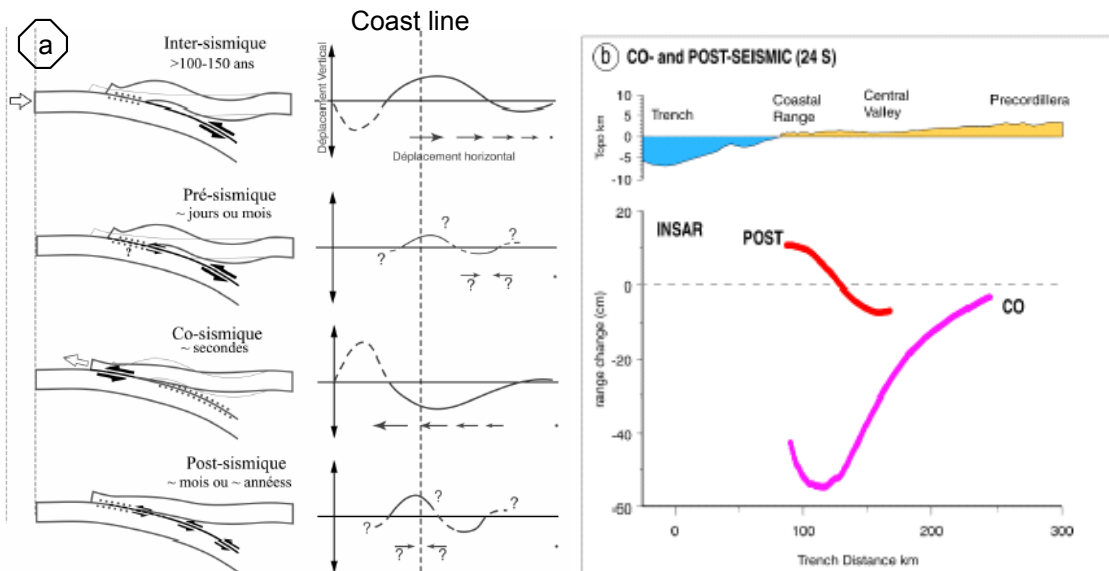 a
Coast line
Inter-sismique
>100-150 ans
Déplacement Vertical
Déplacement horizontal
Pré-sismique
~ jours ou mois
?
?
?
?
?
?
Co-sismique
~ secondes
Post-sismique
~ mois ou ~ annéess
?
?
?
?
?
b CO- and POST-SEISMIC (24 S)
Topo km
10
5
0
-5
-10
Trench
Coastal
Range
Central
Valley
Precordillera
range change (cm)
20
0
-20
-40
-60
INSAR
POST
CO
0
100
200
300
Trench Distance km